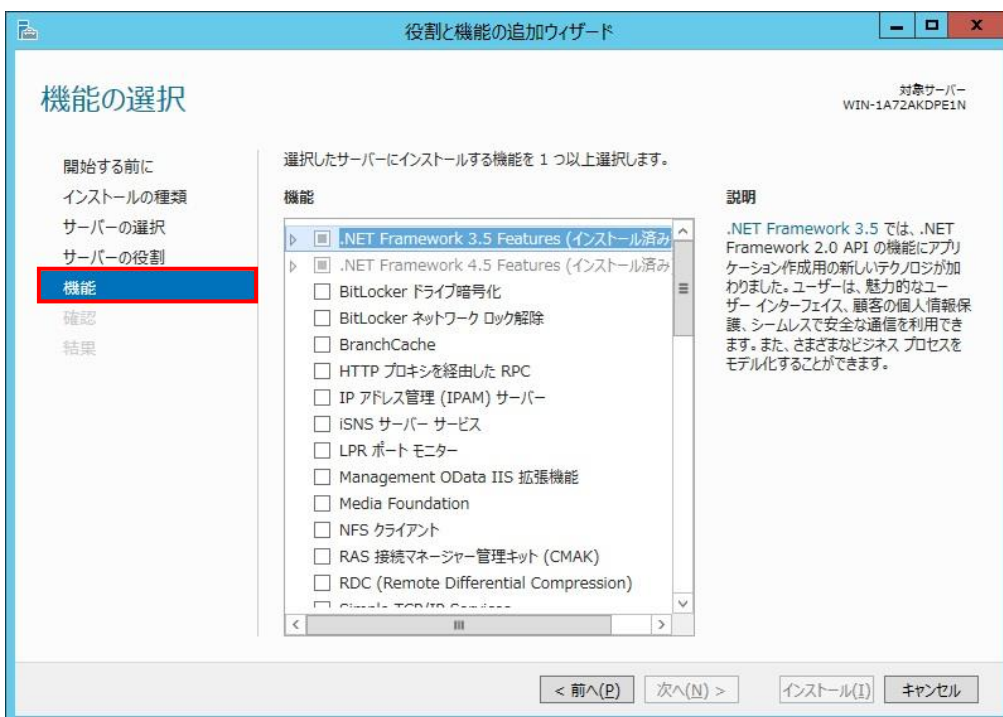 役割と機能の追加ウィザード
機能の選択
対象サーバー
WIN-1A72AKDPE1N
開始する前に
インストールの種類
サーバーの選択
サーバーの役割
機能
確認
結果
選択したサーバーにインストールする機能を 1 つ以上選択します。
機能
.NET Framework 3.5 Features (インストール済み
.NET Framework 4.5 Features (インストール済み
BitLocker ドライブ暗号化
BitLocker ネットワーク ロック解除
BranchCache
HTTP プロキシを経由した RPC
IP アドレス管理 (IPAM) サーバー
iSNS サーバー サービス
LPR ポート モニター
Management OData IIS 拡張機能
Media Foundation
NFS クライアント
RAS 接続マネージャー管理キット (CMAK)
RDC (Remote Differential Compression)
Simple TCP/IP Services
説明
.NET Framework 3.5 では、.NET
Framework 2.0 API の機能にアプリ
ケーション作成用の新しいテクノロジが加
わりました。ユーザーは、魅力的なユー
ザー インターフェイス、顧客の個人情報保
護、シームレスで安全な通信を利用でき
ます。また、さまざまなビジネス プロセスを
モデル化することができます。
< 前へ(P)
次へ(N) >
インストール(I)
キャンセル